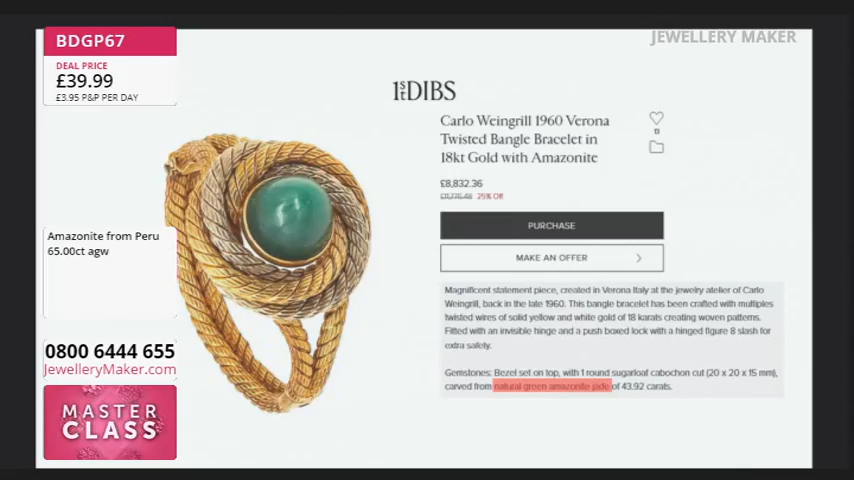 BDGP67
DEAL PRICE
£39.99
£3.95 P&P PER DAY
Amazonite from Peru
65.00ct agw
0800 6444 655
JewelleryMaker.com
MASTER
CLASS
JEWELLERY MAKER
1stDIBS
Carlo Weingrill 1960 Verona
Twisted Bangle Bracelet in
18kt Gold with Amazonite
£8,832.36
25% Off
PURCHASE
MAKE AN OFFER
Magnificent statement piece, created in Verona Italy at the jewelry atelier of Carlo
Weingrill, back in the late 1960. This bangle bracelet has been crafted with multiples
twisted wires of solid yellow and white gold of 18 karats creating woven patterns.
Fitted with an invisible hinge and a push boxed lock with a hinged figure 8 slash for
extra safety.
Gemstones: Bezel set on top, with 1 round sugarloaf cabochon cut (20 x 20 x 15 mm),
carved from natural green amazonite jade of 43.92 carats.